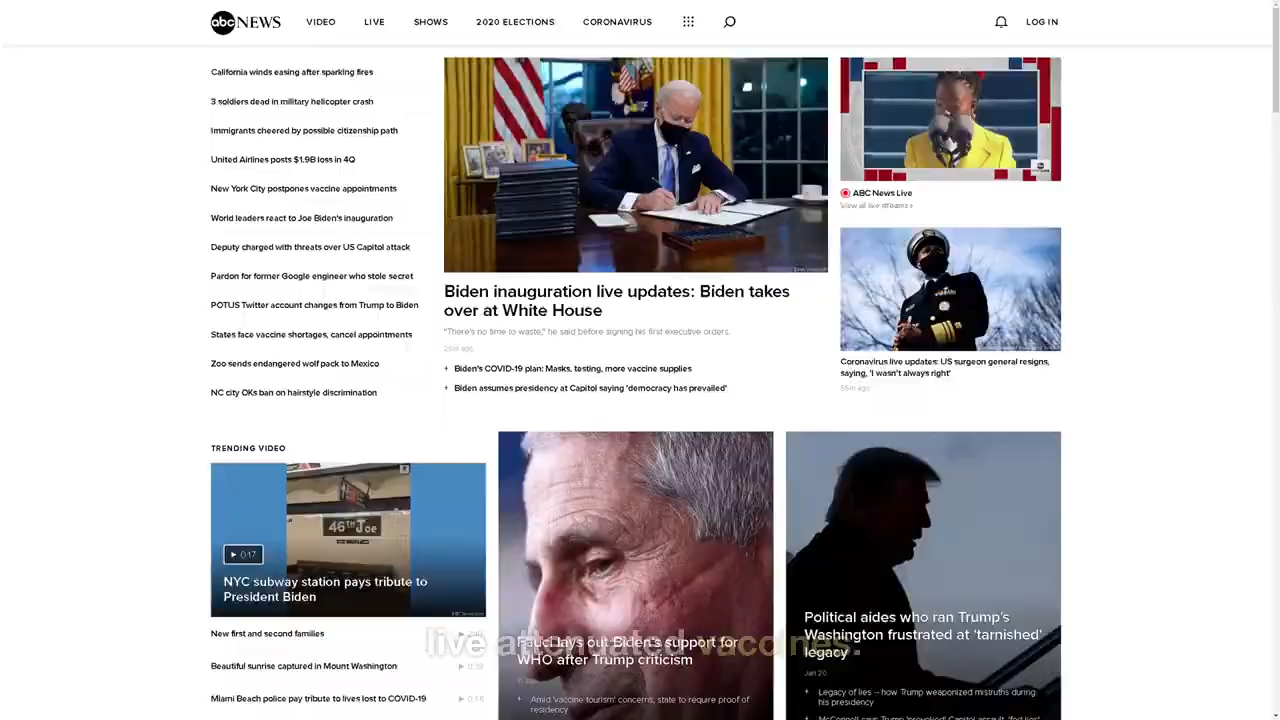 abc NEWS
VIDEO
LIVE
SHOWS
2020 ELECTIONS
CORONAVIRUS
LOG IN
California winds easing after sparking fires
3 soldiers dead in military helicopter crash
Immigrants cheered by possible citizenship path
United Airlines posts $1.9B loss in 4Q
New York City postpones vaccine appointments
World leaders react to Joe Biden's inauguration
Deputy charged with threats over US Capitol attack
Pardon for former Google engineer who stole secret
POTUS Twitter account changes from Trump to Biden
States face vaccine shortages, cancel appointments
Zoo sends endangered wolf pack to Mexico
NC city OKs ban on hairstyle discrimination
Biden inauguration live updates: Biden takes
over at White House
"There's no time to waste," he said before signing his first executive orders.
Biden's COVID-19 plan: Masks, testing, more vaccine supplies
Biden assumes presidency at Capitol saying 'democracy has prevailed'
ABC News Live
View all live streams
Coronavirus live updates: US surgeon general resigns,
saying, 'I wasn't always right'
56m ago
TRENDING VIDEO
46TH Joe
0:17
NYC subway station pays tribute to
President Biden
New first and second families
Beautiful sunrise captured in Mount Washington
Miami Beach police pay tribute to lives lost to COVID-19
Fauci lays out Biden's support for
WHO after Trump criticism
Amid 'vaccine tourism' concerns, state to require proof of
residency
live attenuated vaccines.
Political aides who ran Trump's
Washington frustrated at 'tarnished'
legacy
Jan 20
Legacy of lies -- how Trump weaponized mistruths during
his presidency